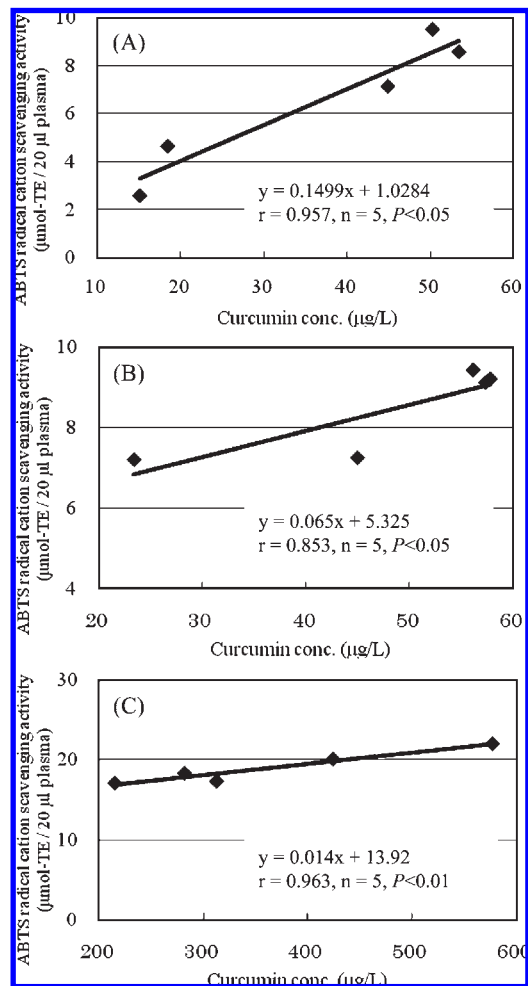 (A)
ABTS radical cation scavenging activity
(μmol-TE / 20 μl plasma)
10
8
6
4
2
0
y = 0.1499x + 1.0284
r = 0.957, n = 5, P<0.05
10 20 30 40 50 60
Curcumin conc. (μg/L)
(B)
ABTS radical cation scavenging activity
(μmol-TE / 20 μl plasma)
10
8
6
4
y = 0.065x + 5.325
r = 0.853, n = 5, P<0.05
20 30 40 50 60
Curcumin conc. (μg/L)
(C)
ABTS radical cation scavenging activity
(μmol-TE / 20 μl plasma)
30
20
10
0
y = 0.014x + 13.92
r = 0.963, n = 5, P<0.01
200 300 400 500 600
Curcumin conc. (μg/L)